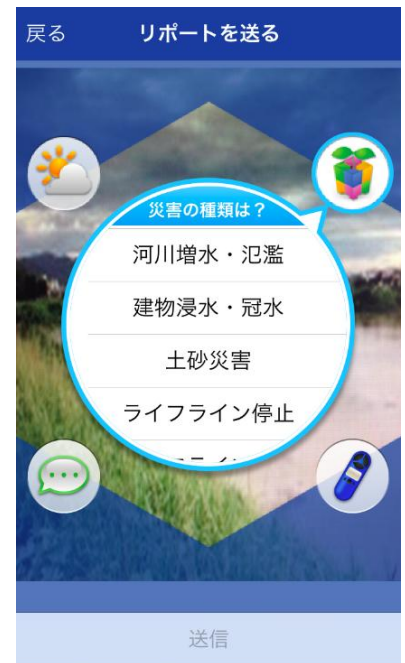 戻る リポートを送る
災害の種類は？
河川増水・氾濫
建物浸水・冠水
土砂災害
ライフライン停止
送信